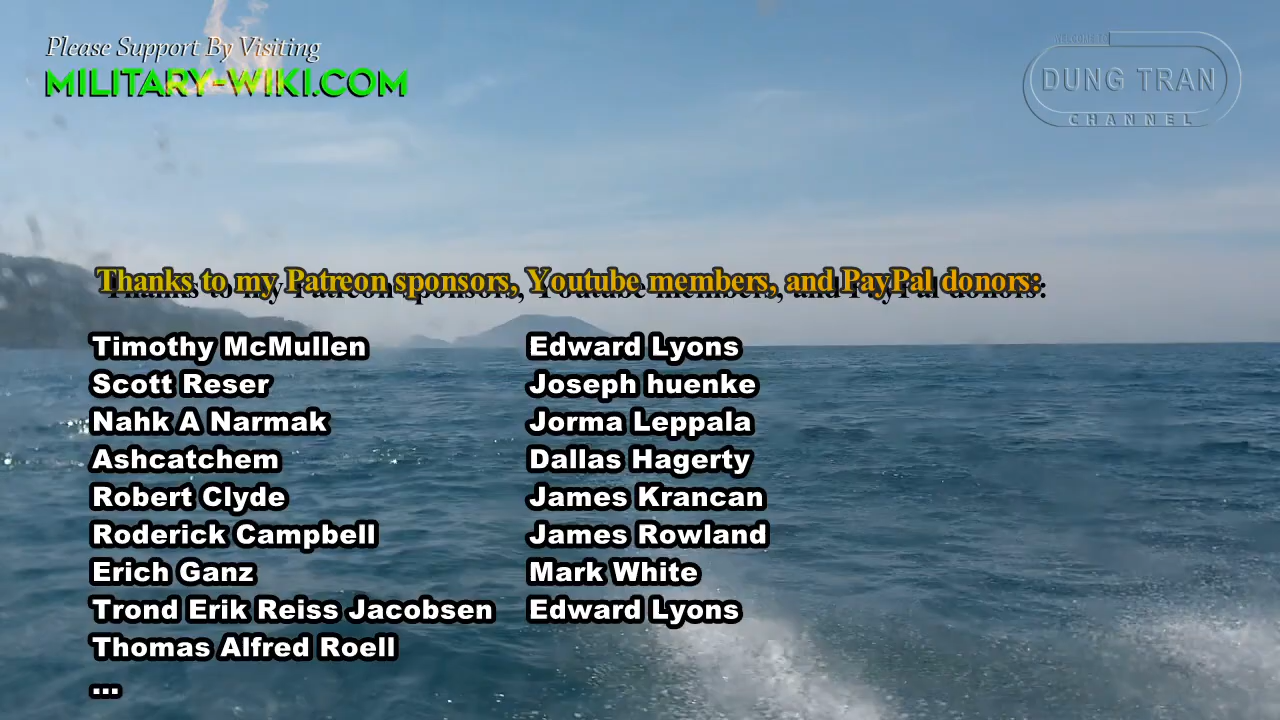 Please Support By Visiting
MILITARY-WIKI.COM
WELCOME TO
DUNG TRAN
CHANNEL
Thanks to my Patreon sponsors, Youtube members, and PayPal donors:
Timothy McMullen
Scott Reser
Nahk A Narmak
Ashcatchem
Robert Clyde
Roderick Campbell
Erich Ganz
Trond Erik Reiss Jacobsen
Thomas Alfred Roell
...
Edward Lyons
Joseph huenke
Jorma Leppala
Dallas Hagerty
James Krancan
James Rowland
Mark White
Edward Lyons